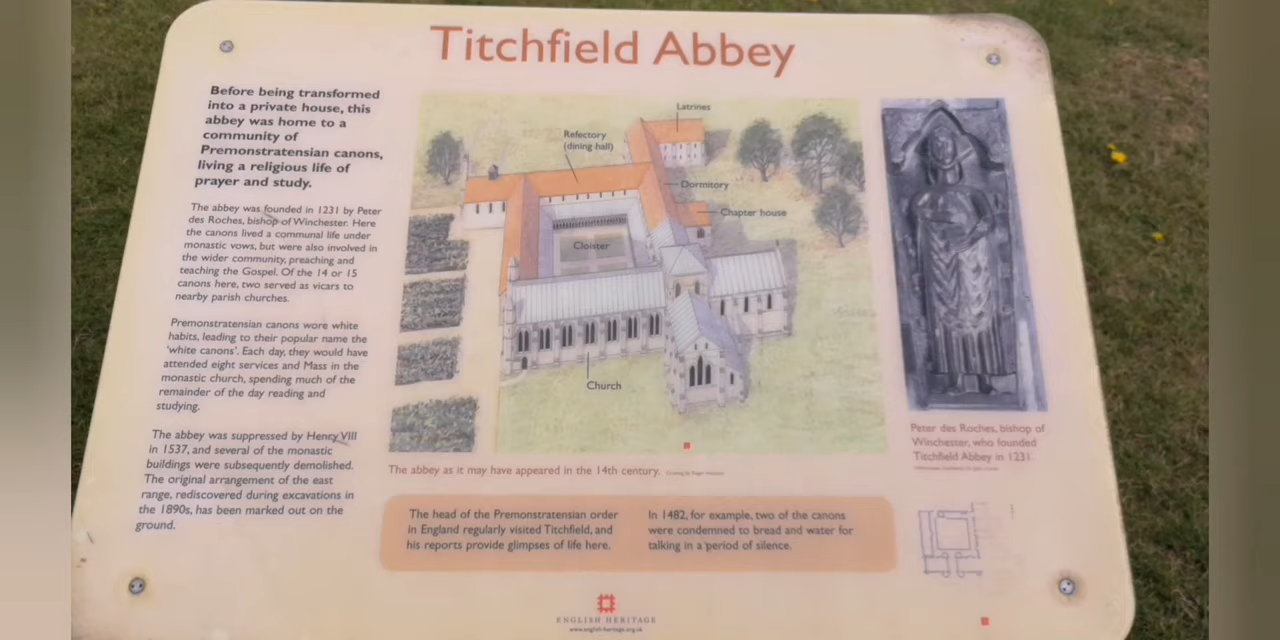 Titchfield Abbey
Before being transformed
into a private house, this
abbey was home to a
community of
Premonstratensian canons,
living a religious life of
prayer and study.
The abbey was founded in 1231 by Peter
des Roches, bishop of Winchester. Here
the canons lived a communal life under
monastic vows, but were also involved in
the wider community, preaching and
teaching the Gospel. Of the 14 or 15
canons here, two served as vicars to
nearby parish churches.
Premonstratensian canons wore white
habits, leading to their popular name the
'white canons'. Each day, they would have
attended eight services and Mass in the
monastic church, spending much of the
remainder of the day reading and
studying.
The abbey was suppressed by Henry VIII
in 1537, and several of the monastic
buildings were subsequently demolished.
The original arrangement of the east
range, rediscovered during excavations in
the 1890s, has been marked out on the
ground.
Latrines
Refectory
(dining hall)
Dormitory
Chapter house
Cloister
Church
The abbey as it may have appeared in the 14th century.
Peter des Roches, bishop of
Winchester, who founded
Titchfield Abbey in 1231.
The head of the Premonstratensian order
in England regularly visited Titchfield, and
his reports provide glimpses of life here.
In 1482, for example, two of the canons
were condemned to bread and water for
talking in a period of silence.
ENGLISH HERITAGE
www.english-heritage.org.uk